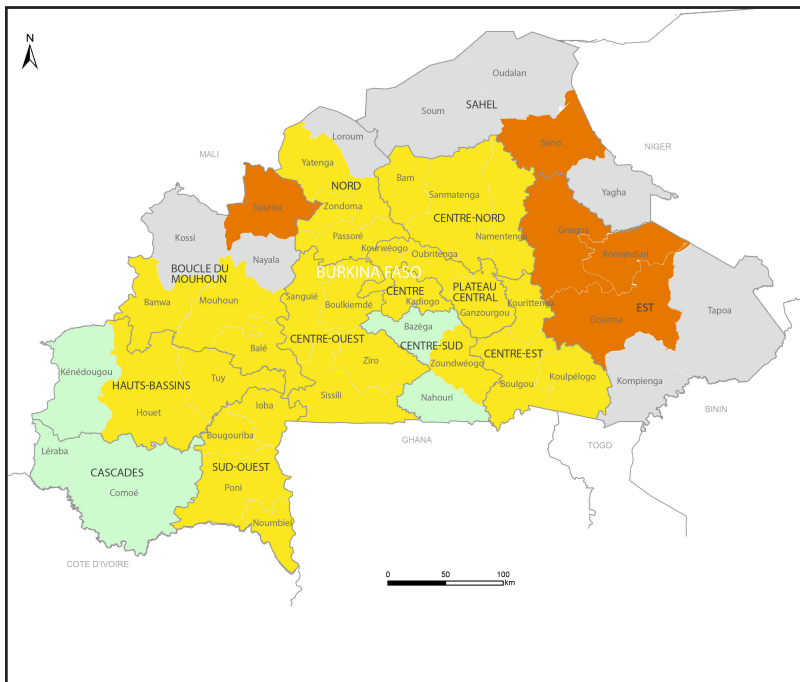 N
Oudalan
Soum
SAHEL
Loroum
Séno
NIGER
MALI
Yatenga
Bam
Yagha
NORD
Sanmatenga
Sourou
Zondoma
CENTRE-NORD
Gnagna
Kossi
Passoré
Namentenga
Kourwéogo
Oubritenga
Komandjari
Nayala
BOUCLE DU
MOUHOUN
BURKINA FASO
Banwa
Mouhoun
Sanguié
Boulkiemdé
CENTRE
Kadiogo
PLATEAU
CENTRAL
Ganzourgou
Kourittenga
EST
Tapoa
Gourma
Bazèga
CENTRE-OUEST
CENTRE-SUD
Balé
Ziro
Zoundwéogo
CENTRE-EST
Kénédougou
HAUTS-BASSINS
Tuy
Koulpélogo
Kompienga
Boulgou
Sissili
Nahouri
Houet
Ioba
BININ
Bougouriba
GHANA
TOGO
Léraba
CASCADES
SUD-OUEST
Comoé
Poni
Noumbiel
COTE D'IVOIRE
0 50 100
km